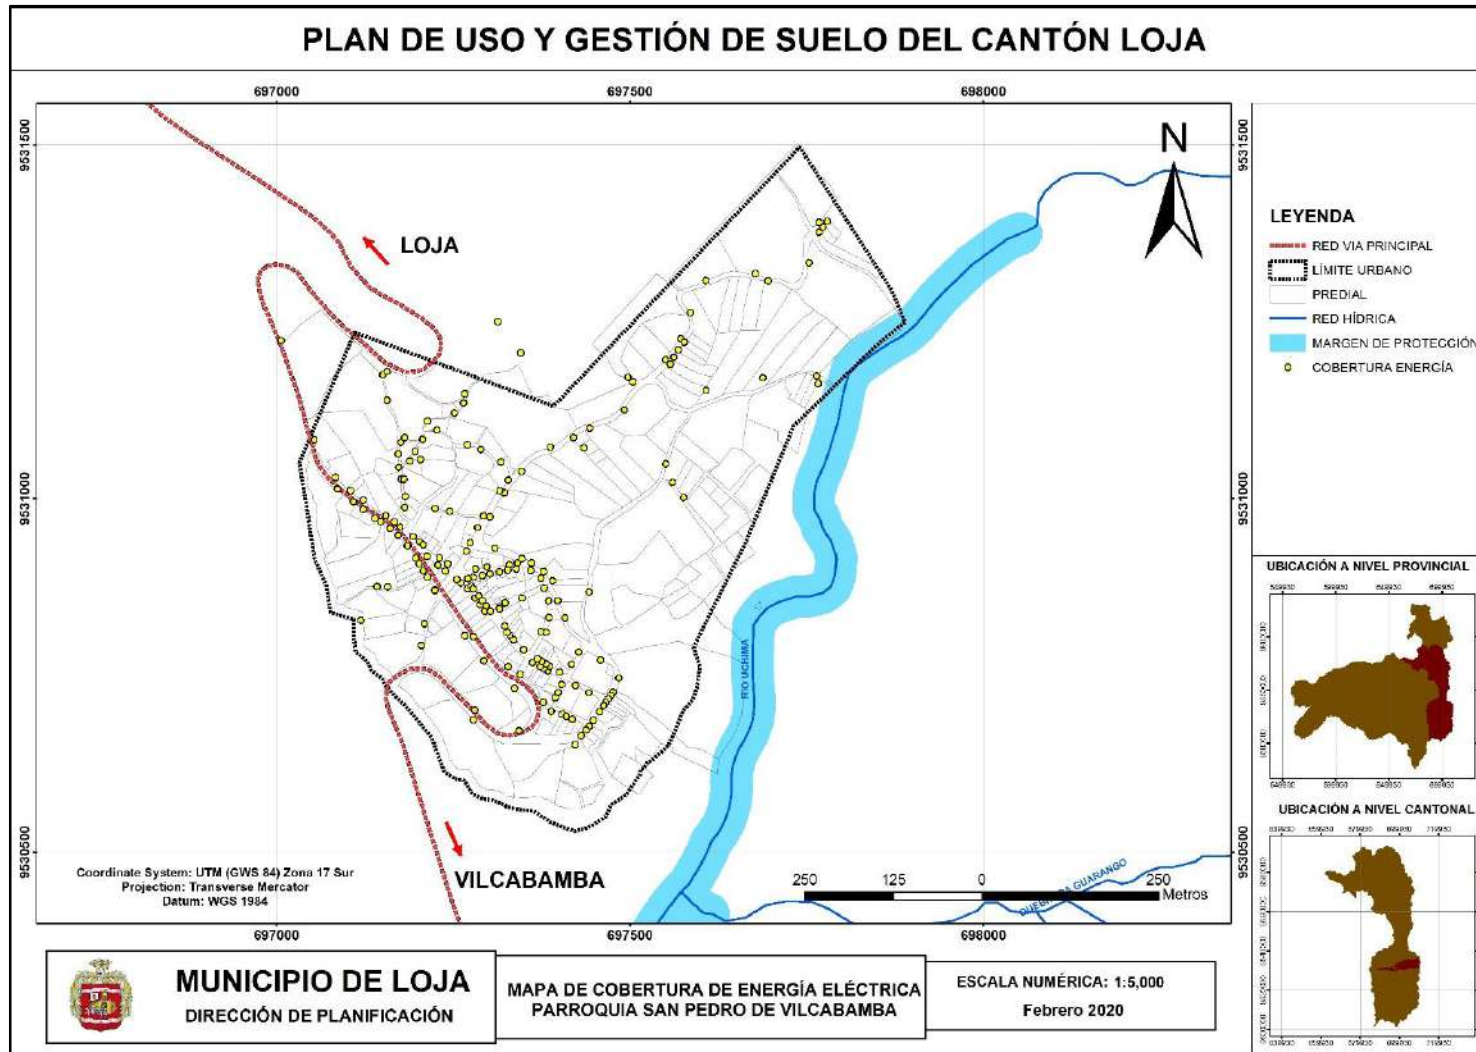 PLAN DE USO Y GESTIÓN DE SUELO DEL CANTÓN LOJA
697000
697500
698000
9531500
9531500
N
LOJA
LEYENDA
RED VIA PRINCIPAL
LÍMITE URBANO
PREDIAL
RED HÍDRICA
MARGEN DE PROTECCIÓN
COBERTURA ENERGÍA
9531000
9531000
RIO UCHIMA
UBICACIÓN A NIVEL PROVINCIAL
UBICACIÓN A NIVEL CANTONAL
9530500
9530500
VILCABAMBA
Coordinate System: UTM (GWS 84) Zona 17 Sur
Projection: Transverse Mercator
Datum: WGS 1984
250
125
0
250
Metros
GUARANGO
697000
697500
698000
MUNICIPIO DE LOJA
DIRECCIÓN DE PLANIFICACIÓN
MAPA DE COBERTURA DE ENERGÍA ELÉCTRICA
PARROQUIA SAN PEDRO DE VILCABAMBA
ESCALA NUMÉRICA: 1:5,000
Febrero 2020